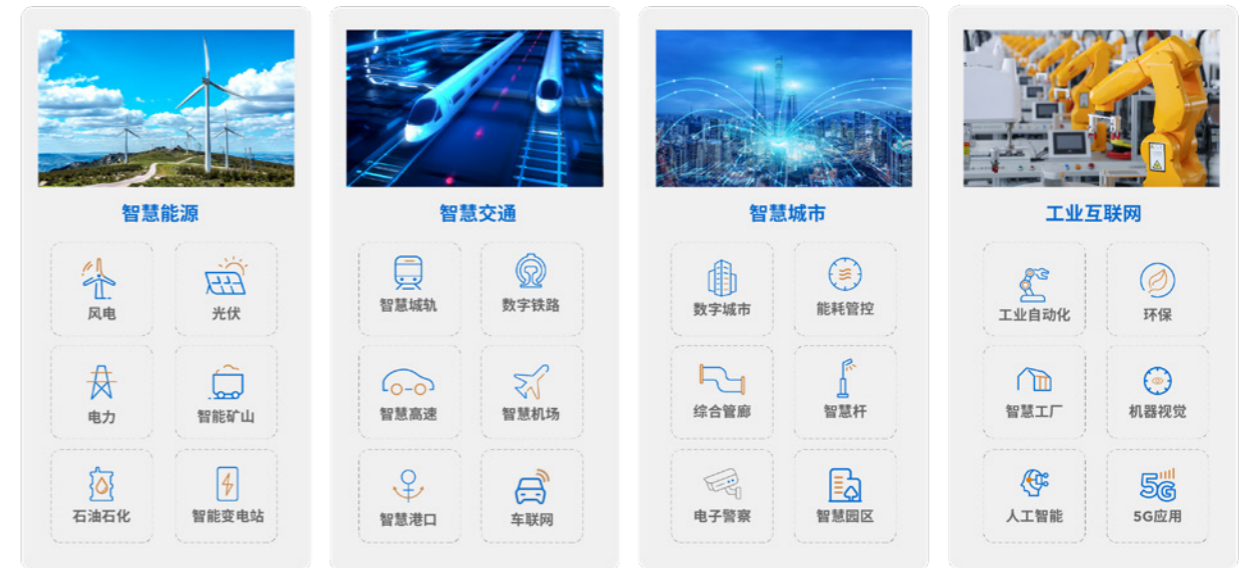 智慧能源
风电
光伏
电力
智能矿山
石油石化
智能变电站
智慧交通
智慧城轨
数字铁路
智慧高速
智慧机场
智慧港口
车联网
智慧城市
数字城市
能耗管控
综合管廊
智慧杆
电子警察
智慧园区
工业互联网
工业自动化
环保
智慧工厂
机器视觉
人工智能
5G
5G应用